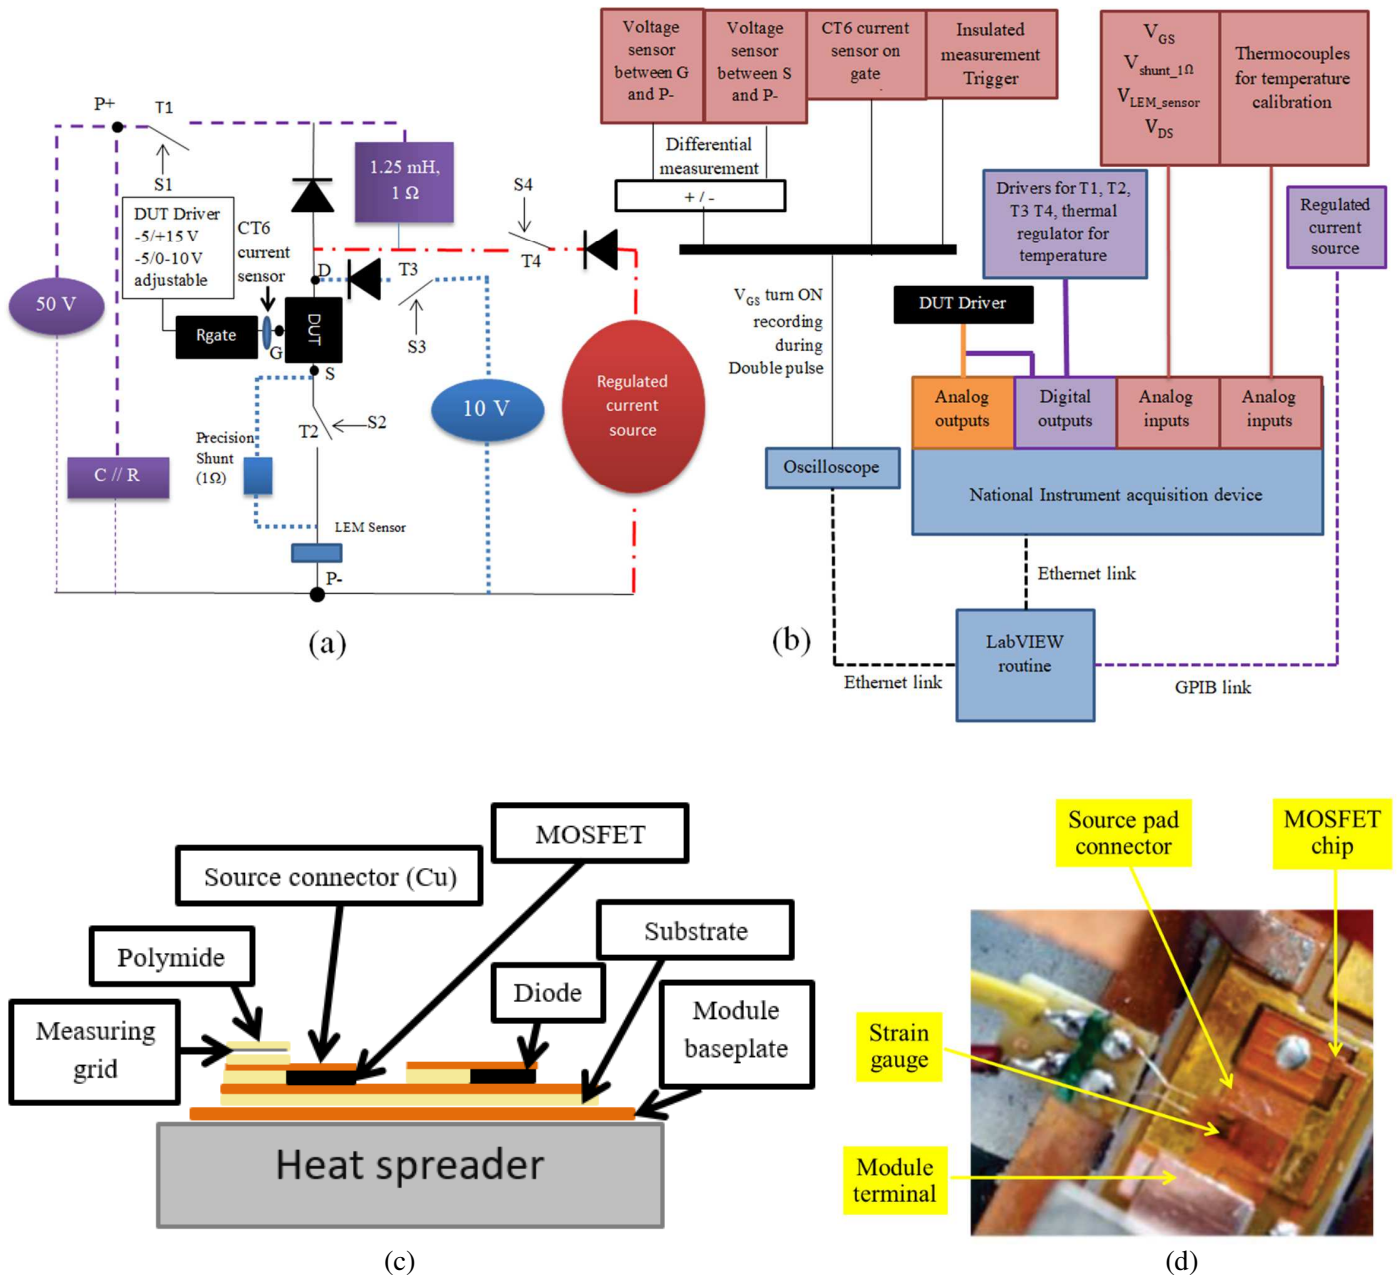 P+
T1
S1
50 V
C // R
DUT Driver
-5/+15 V
-5/0-10 V
adjustable
CT6
current
sensor
Rgate
G
D
DUT
S
1.25 mH,
1 Ω
S4
T4
T3
S3
S2
T2
10 V
Precision
Shunt
(1Ω)
LEM Sensor
P-
Regulated
current
source
(a)
Voltage
sensor
between G
and P-
Voltage
sensor
between S
and P-
CT6 current
sensor on
gate
Insulated
measurement
Trigger
Differential
measurement
+ / -
VGS
Vshunt_1Ω
VLEM_sensor
VDS
Thermocouples
for temperature
calibration
Drivers for T1, T2,
T3 T4, thermal
regulator for
temperature
Regulated
current
source
VGS turn ON
recording
during
Double pulse
DUT Driver
Analog
outputs
Digital
outputs
Analog
inputs
Analog
inputs
Oscilloscope
National Instrument acquisition device
Ethernet link
LabVIEW
routine
Ethernet link
GPIB link
(b)
MOSFET
Source connector (Cu)
Substrate
Polymide
Diode
Module
baseplate
Measuring
grid
Heat spreader
(c)
Source pad
connector
MOSFET
chip
Strain
gauge
Module
terminal
(d)